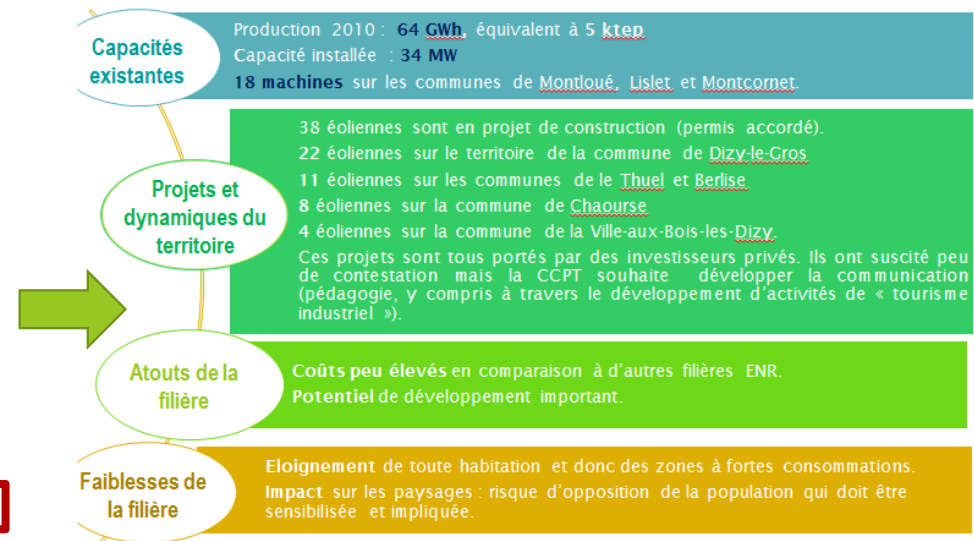 Capacités
existantes
Production 2010 : 64 GWh, équivalent à 5 ktep
Capacité installée : 34 MW
18 machines sur les communes de Montloué, Lislet et Montcornet.
Projets et
dynamiques du
territoire
38 éoliennes sont en projet de construction (permis accordé).
22 éoliennes sur le territoire de la commune de Dizy-le-Gros
11 éoliennes sur les communes de le Thuel et Berlise
8 éoliennes sur la commune de Chaourse
4 éoliennes sur la commune de la Ville-aux-Bois-les-Dizy.
Ces projets sont tous portés par des investisseurs privés. Ils ont suscité peu
de contestation mais la CCPT souhaite développer la communication
(pédagogie, y compris à travers le développement d'activités de « tourisme
industriel »).
Atouts de la
filière
Coûts peu élevés en comparaison à d'autres filières ENR.
Potentiel de développement important.
Faiblesses de
la filière
Eloignement de toute habitation et donc des zones à fortes consommations.
Impact sur les paysages : risque d'opposition de la population qui doit être
sensibilisée et impliquée.